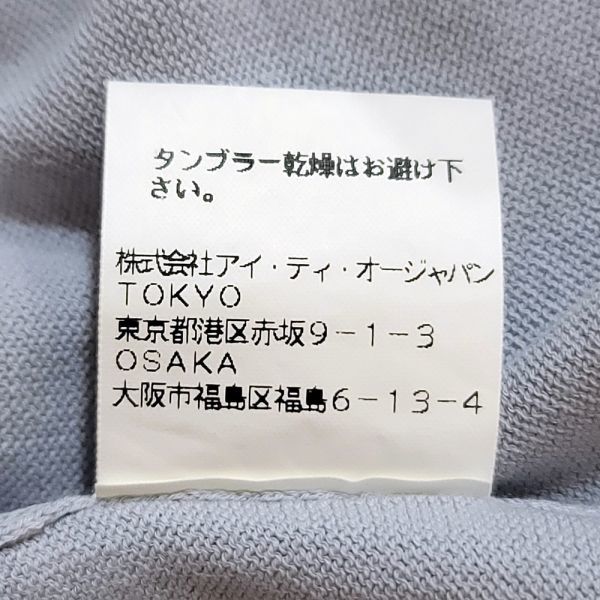 タンブラー乾燥はお避け下
さい。
株式会社アイ・ティ・オージャパン
TOKYO
東京都港区赤坂9-1-3
OSAKA
大阪市福島区福島6-13-4